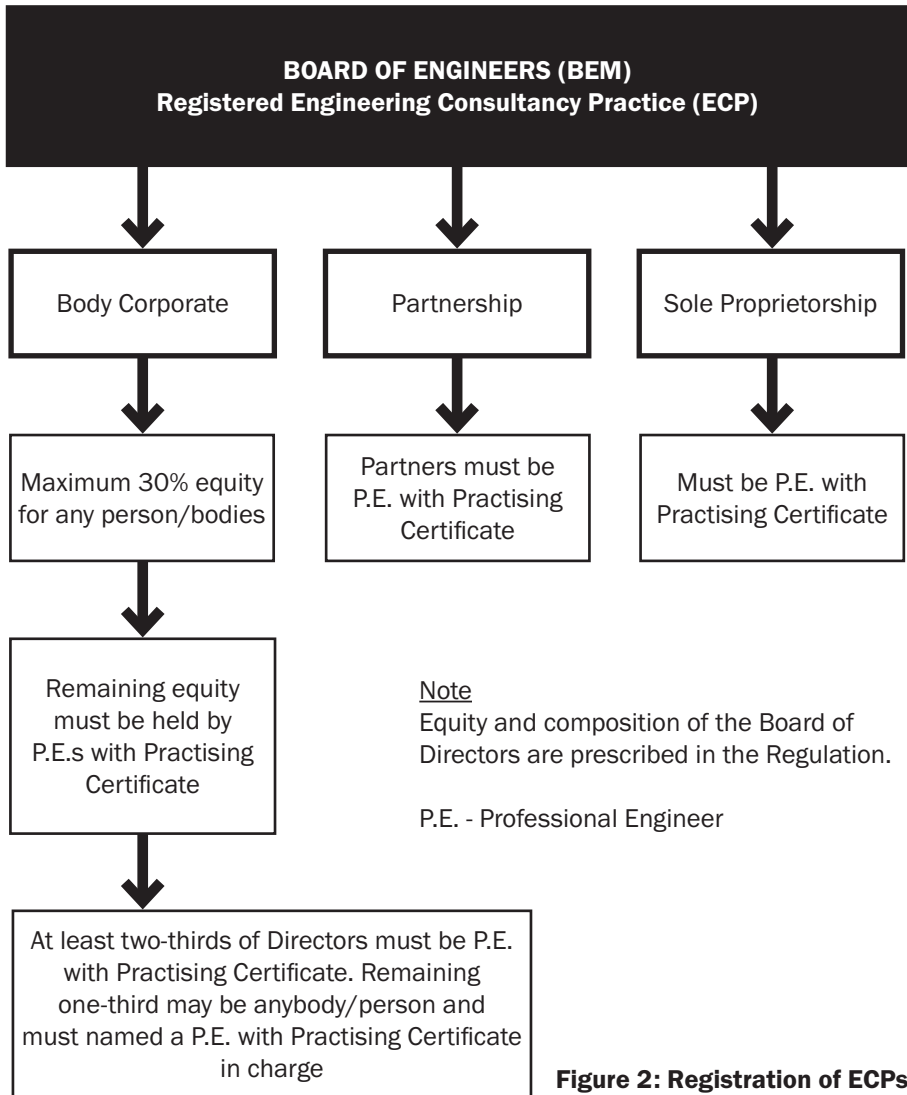 BOARD OF ENGINEERS (BEM)
Registered Engineering Consultancy Practice (ECP)
Body Corporate
Partnership
Sole Proprietorship
Maximum 30% equity
for any person/bodies
Partners must be
P.E. with Practising
Certificate
Must be P.E. with
Practising Certificate
Remaining equity
must be held by
P.E.s with Practising
Certificate
Note
Equity and composition of the Board of
Directors are prescribed in the Regulation.
P.E. - Professional Engineer
At least two-thirds of Directors must be P.E.
with Practising Certificate. Remaining
one-third may be anybody/person and
must named a P.E. with Practising Certificate
in charge
Figure 2: Registration of ECPs